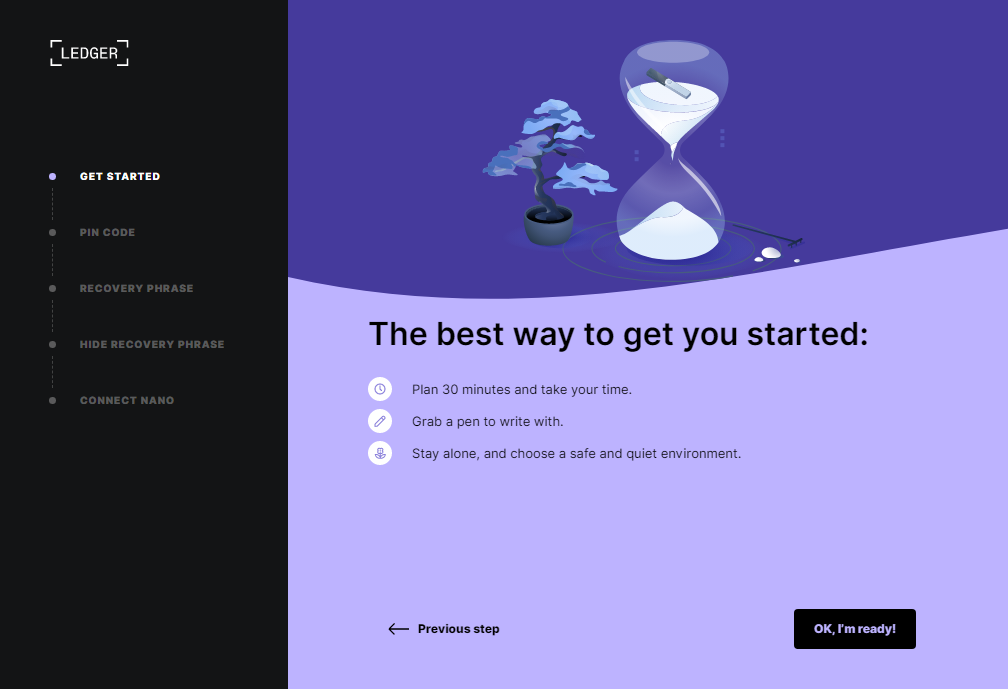 LEDGER
GET STARTED
PIN CODE
RECOVERY PHRASE
HIDE RECOVERY PHRASE
CONNECT NANO
The best way to get you started:
Plan 30 minutes and take your time.
Grab a pen to write with.
Stay alone, and choose a safe and quiet environment.
Previous step
OK, I'm ready!